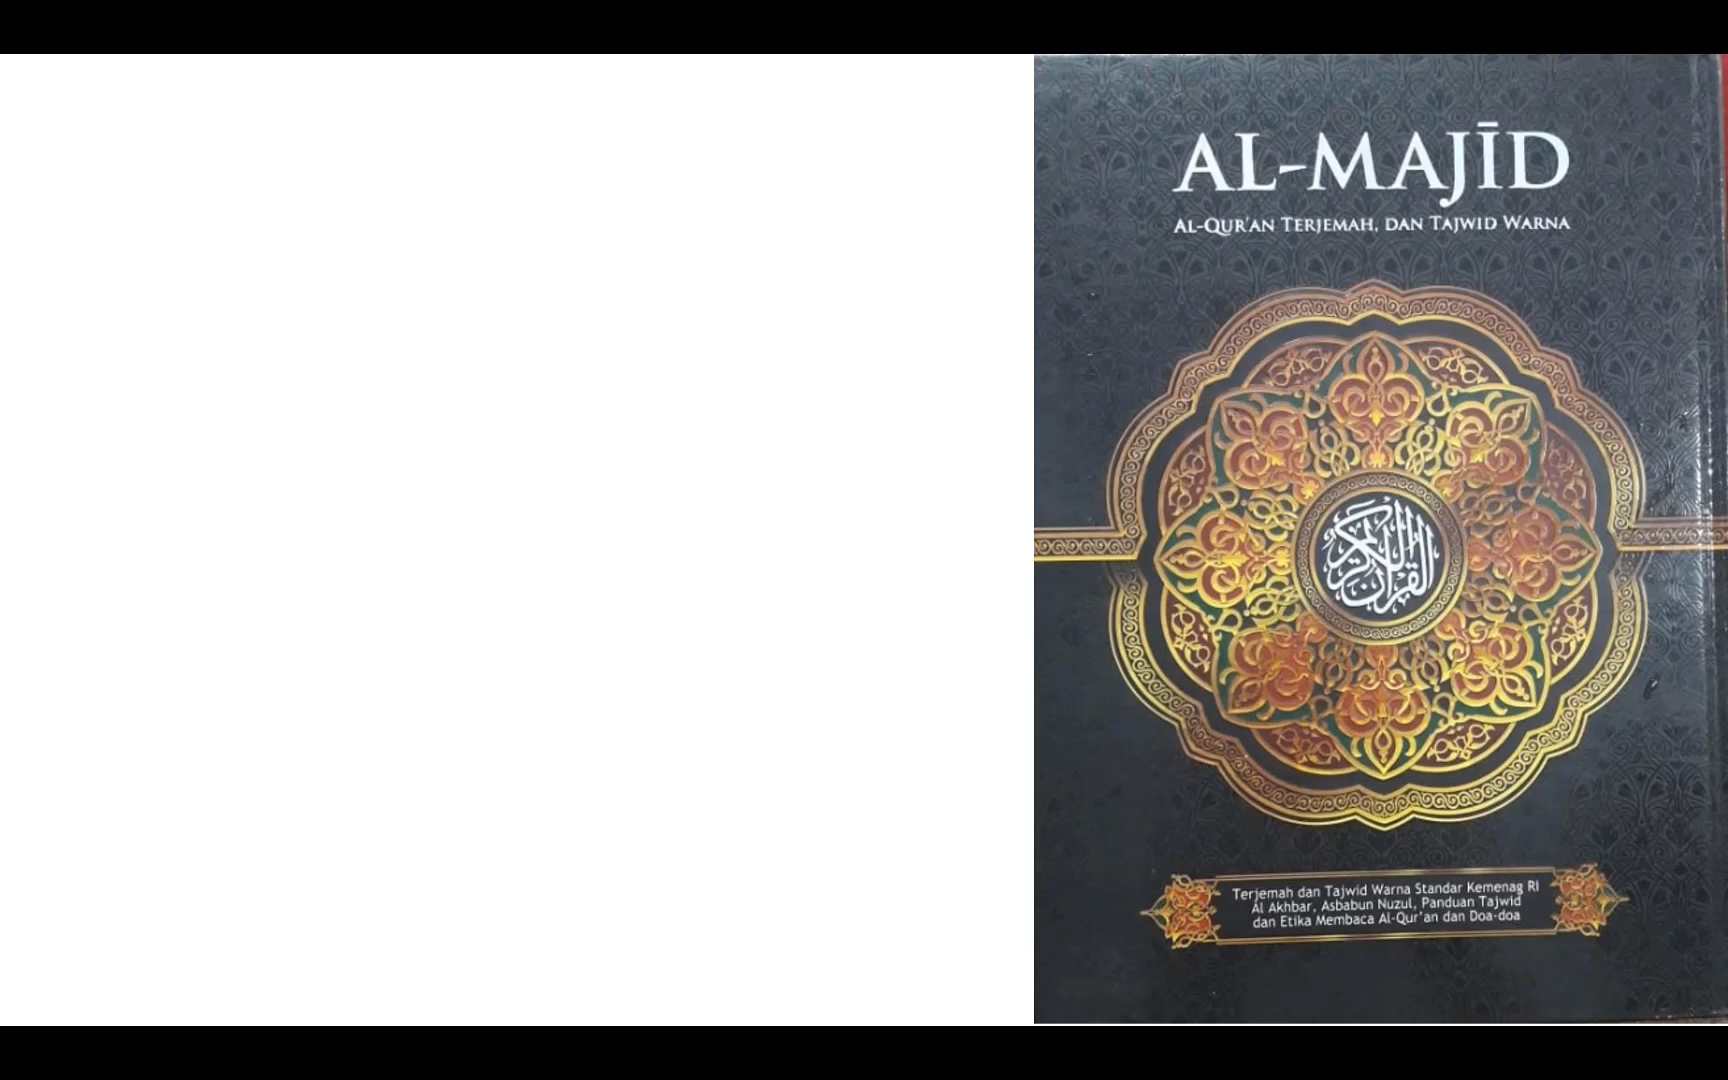 AL-MAJĪD
AL-QUR'AN TERJEMAH, DAN TAJWID WARNA
القرآن الكريم
Terjemah dan Tajwid Warna Standar Kemenag RI
Al Akhbar, Asbabun Nuzul, Panduan Tajwid
dan Etika Membaca Al-Qur'an dan Doa-doa